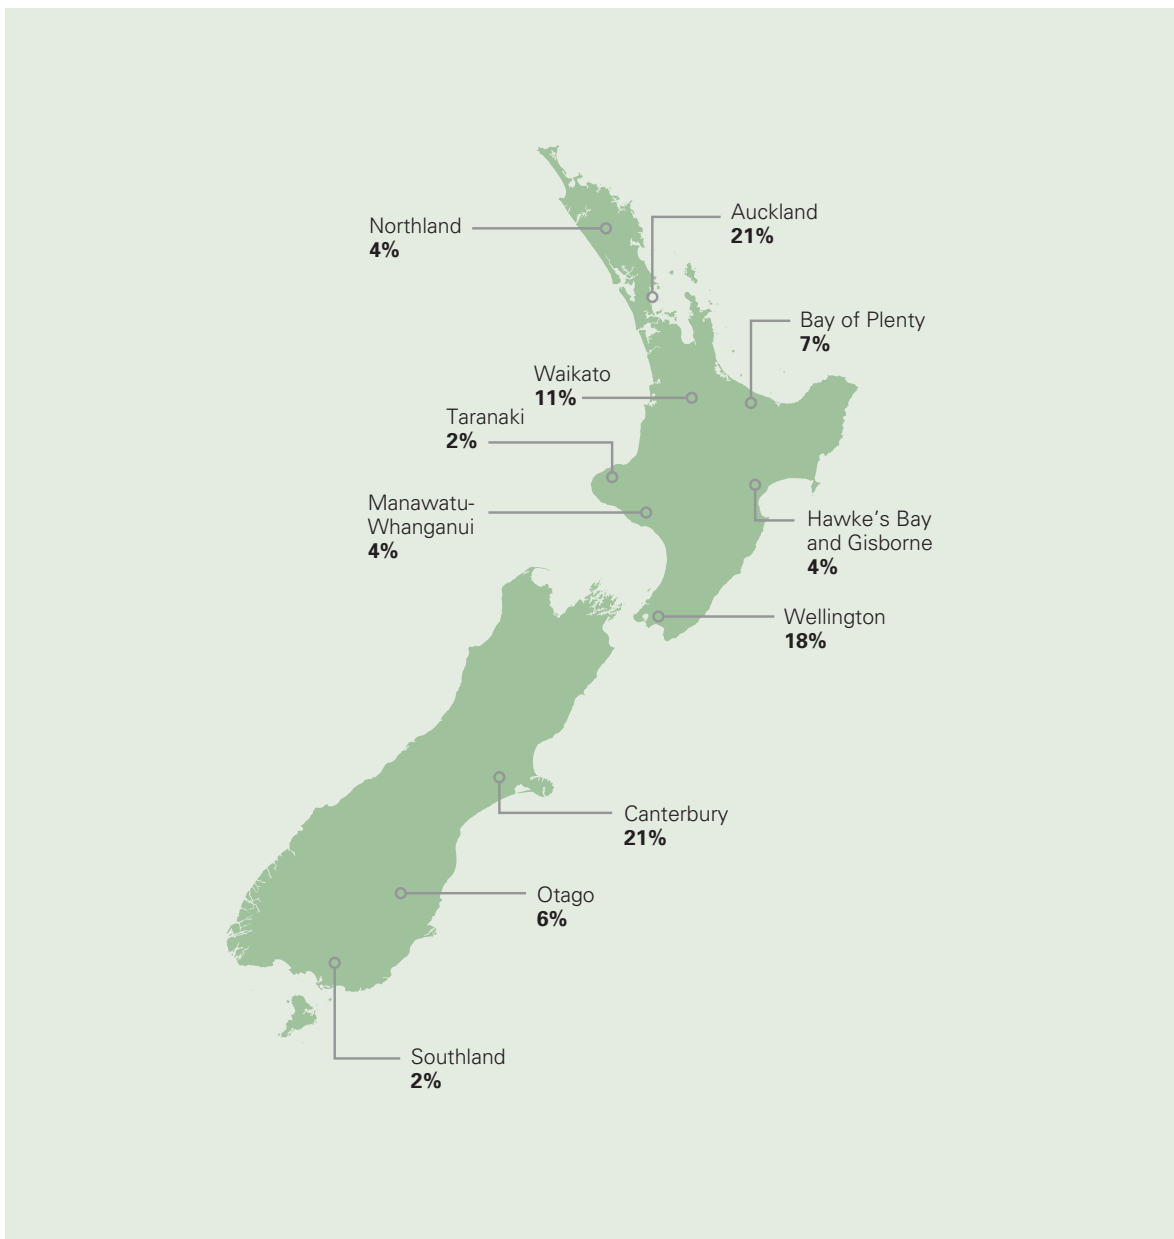 Northland
4%
Auckland
21%
Bay of Plenty
7%
Waikato
11%
Taranaki
2%
Manawatu-
Whanganui
4%
Hawke's Bay
and Gisborne
4%
Wellington
18%
Canterbury
21%
Otago
6%
Southland
2%